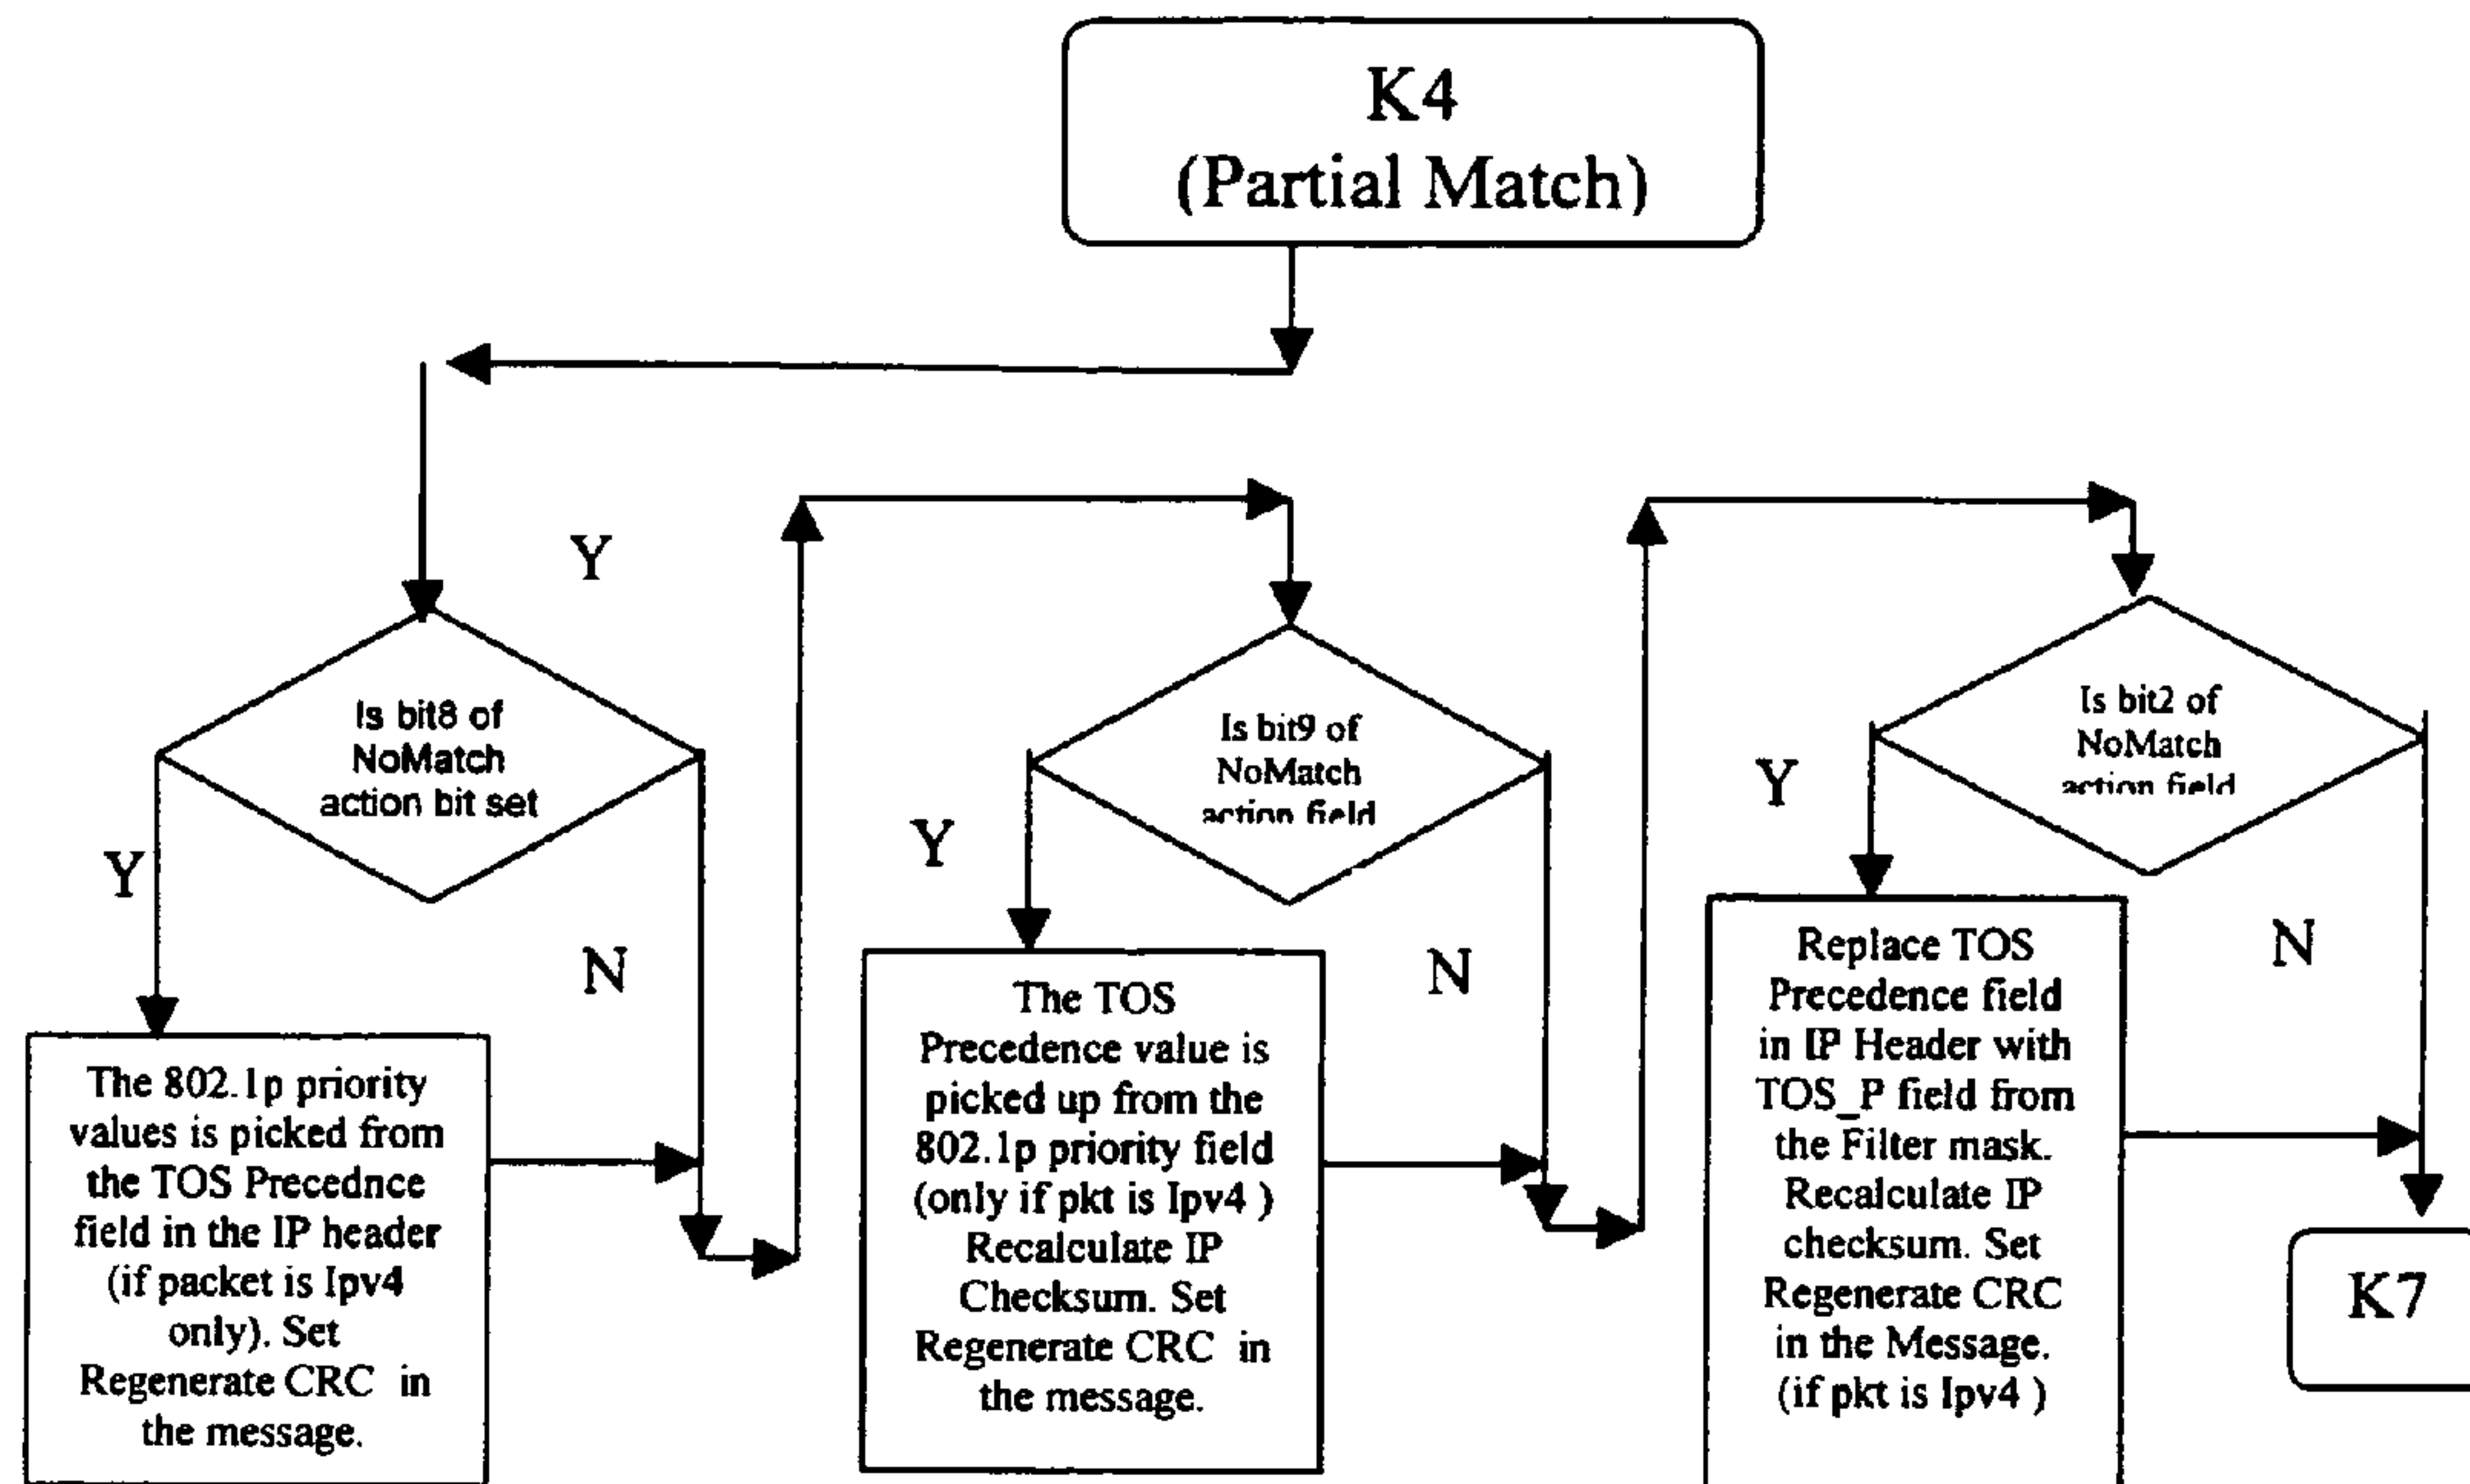 K4
(Partial Match)
Y
Is bit8 of
NoMatch
action bit set
Y
N
The 802.1p priority
values is picked from
the TOS Precednce
field in the IP header
(if packet is Ipv4
only). Set
Regenerate CRC in
the message.
Is bit9 of
NoMatch
action field
Y
N
The TOS
Precedence value is
picked up from the
802.1p priority field
(only if pkt is Ipv4 )
Recalculate IP
Checksum. Set
Regenerate CRC in
the message.
Is bit2 of
NoMatch
action field
Y
N
Replace TOS
Precedence field
in IP Header with
TOS_P field from
the Filter mask.
Recalculate IP
checksum. Set
Regenerate CRC
in the Message.
(if pkt is Ipv4 )
K7